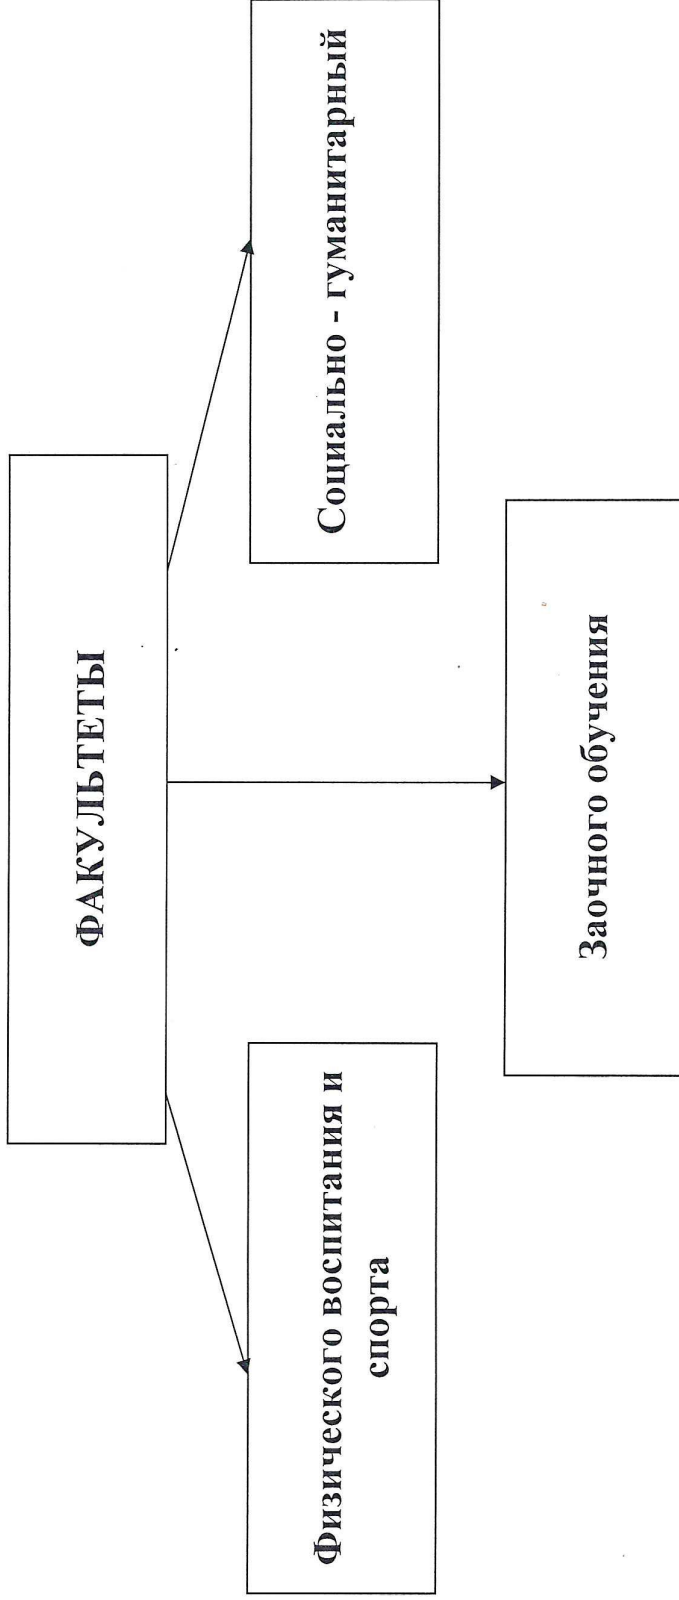 ФАКУЛЬТЕТЫ
Физического воспитания и
спорта
Социально - гуманитарный
Заочного обучения